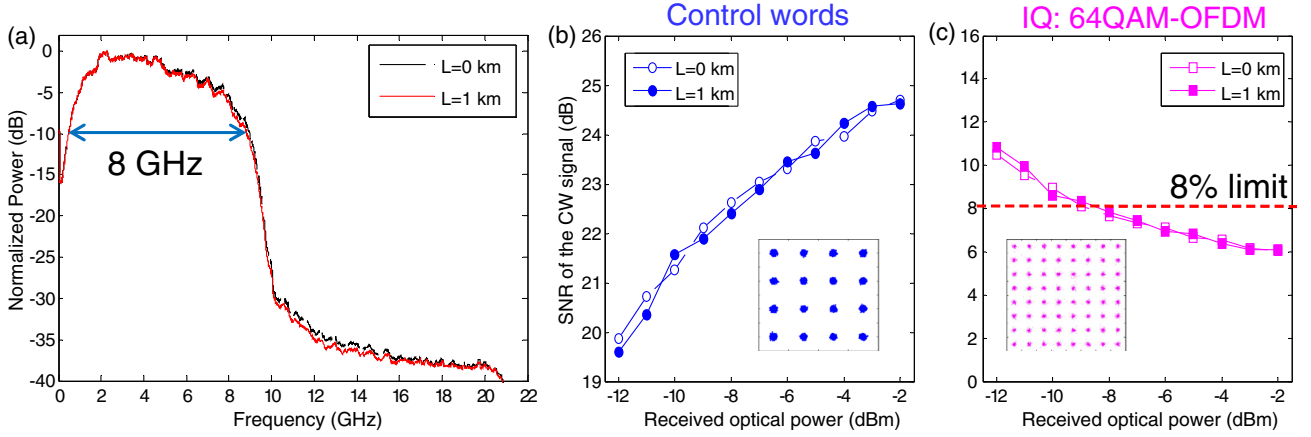 Control words
IQ: 64QAM-OFDM
(a)
Normalized Power (dB)
0
-5
-10
-15
-20
-25
-30
-35
-40
L=0 km
L=1 km
8 GHz
0 2 4 6 8 10 12 14 16 18 20 22
Frequency (GHz)
(b)
SNR of the CW signal (dB)
26
25
24
23
22
21
20
19
L=0 km
L=1 km
-12 -10 -8 -6 -4 -2
Received optical power (dBm)
(c)
16
14
12
10
8
6
4
2
0
L=0 km
L=1 km
8% limit
-12 -10 -8 -6 -4 -2
Received optical power (dBm)